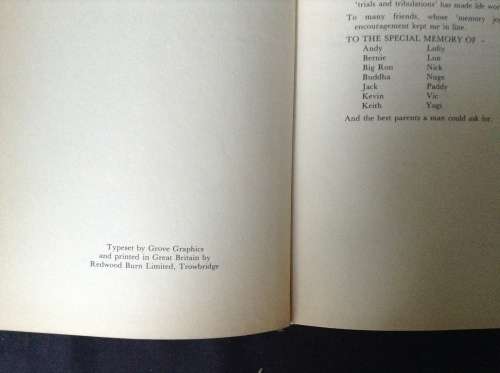 Typeset by Grove Graphics
and printed in Great Britain by
Redwood Burn Limited, Trowbridge
'trials and tribulations' has made life
To many friends, whose 'memory
encouragement kept me in line.
TO THE SPECIAL MEMORY OF -
Andy Lofty
Bernie Lou
Big Ron Nick
Buddha Nuge
Jack Paddy
Kevin Vic
Keith Yogi
And the best parents a man could ask for.